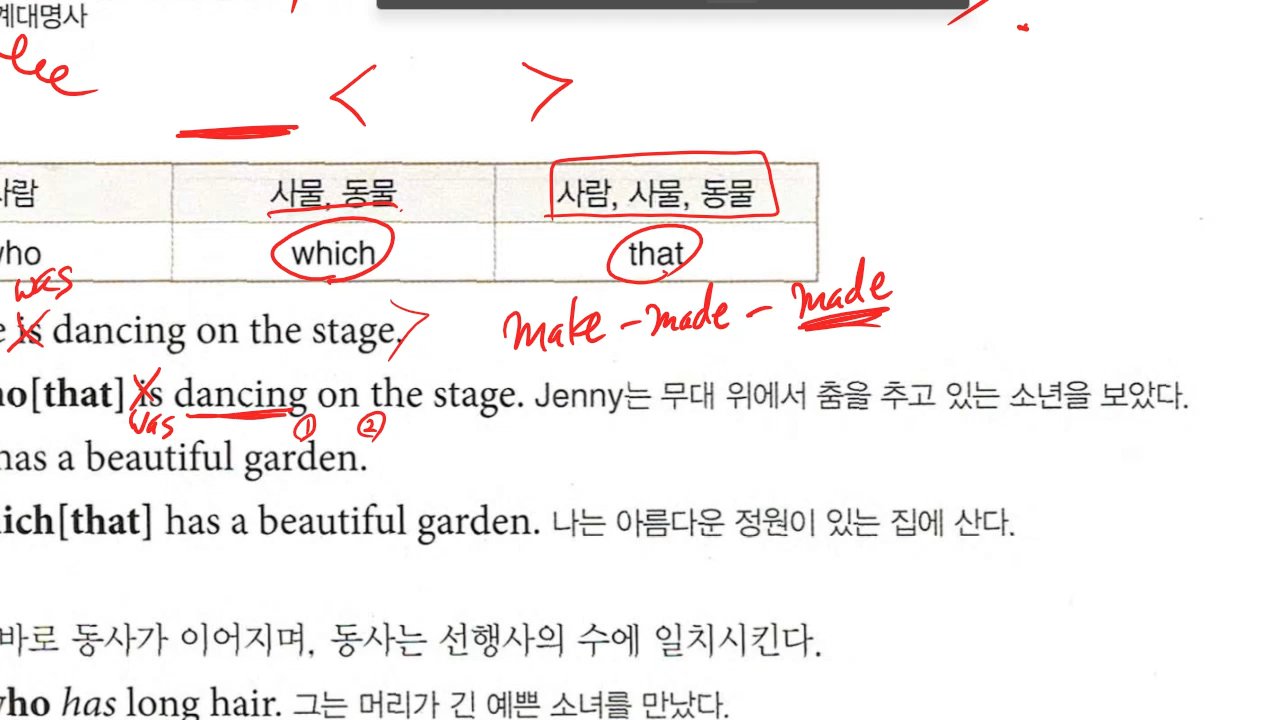 계대명사
사람 사물, 동물 사람, 사물, 동물
who which that
was make - made - made
is dancing on the stage.
ho[that] is dancing on the stage. Jenny는 무대 위에서 춤을 추고 있는 소년을 보았다.
was ① ②
has a beautiful garden.
ich[that] has a beautiful garden. 나는 아름다운 정원이 있는 집에 산다.
바로 동사가 이어지며, 동사는 선행사의 수에 일치시킨다.
who has long hair. 그는 머리가 긴 예쁜 소녀를 만났다.